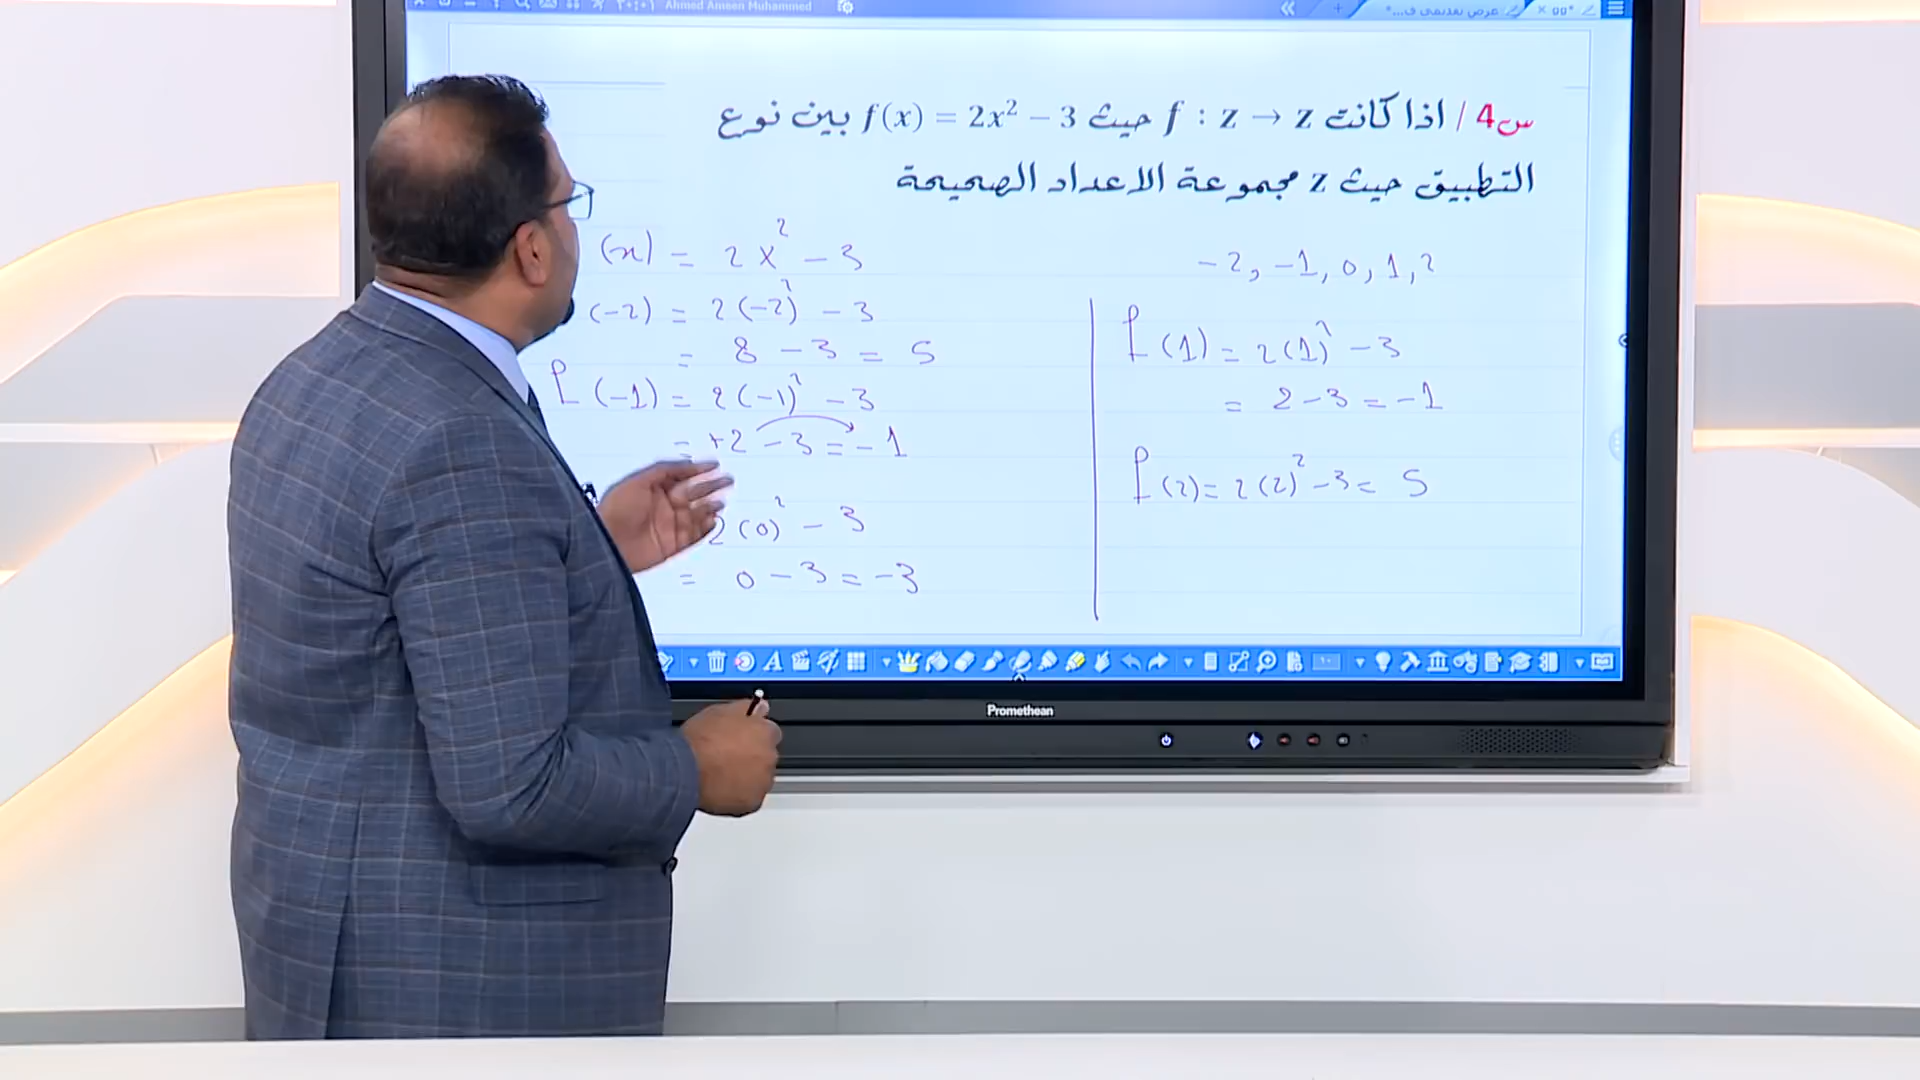 Ahmed Ameen Muhammed
س4 / اذا كانت f : z → z حيث f(x) = 2x² − 3 بين نوع
التطبيق حيث z مجموعة الاعداد الصحيحة
-2, -1, 0, 1, 2
(x) = 2x² - 3
(-2) = 2(-2)² - 3
= 8 - 3 = 5
f(-1) = 2(-1)² - 3
= +2 - 3 = -1
2(0)² - 3
= 0 - 3 = -3
f(1) = 2(1)² - 3
= 2 - 3 = -1
f(2) = 2(2)² - 3 = 5
Promethean